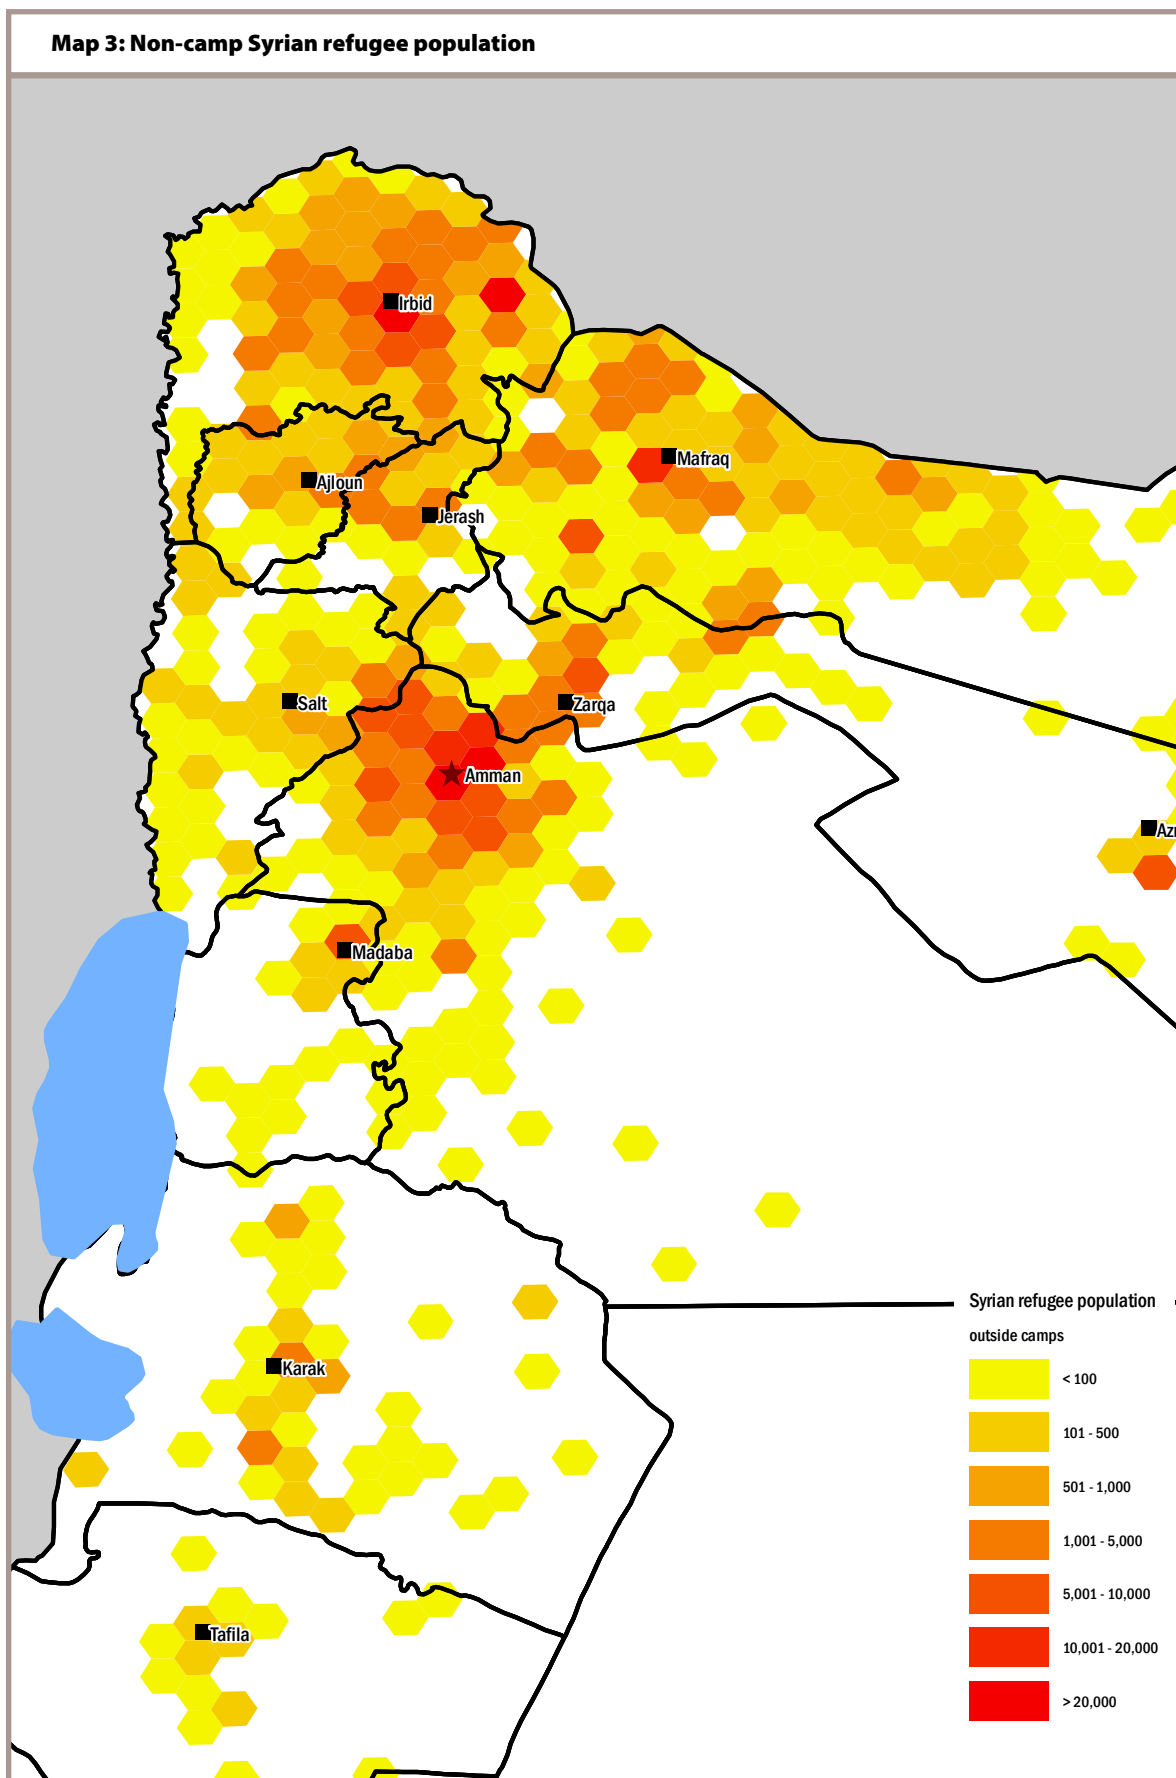 Map 3: Non-camp Syrian refugee population
Irbid
Mafraq
Ajloun
Jerash
Salt
Zarqa
Amman
Azr
Madaba
Karak
Tafila
Syrian refugee population
outside camps
< 100
101 - 500
501 - 1,000
1,001 - 5,000
5,001 - 10,000
10,001 - 20,000
> 20,000